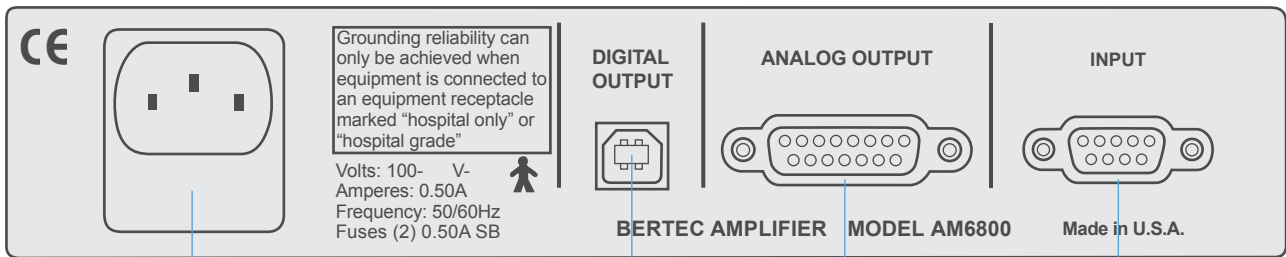 CE
Grounding reliability can
only be achieved when
equipment is connected to
an equipment receptacle
marked “hospital only” or
“hospital grade”
Volts: 100- V-
Amperes: 0.50A
Frequency: 50/60Hz
Fuses (2) 0.50A SB
DIGITAL
OUTPUT
ANALOG OUTPUT
INPUT
BERTEC AMPLIFIER MODEL AM6800
Made in U.S.A.